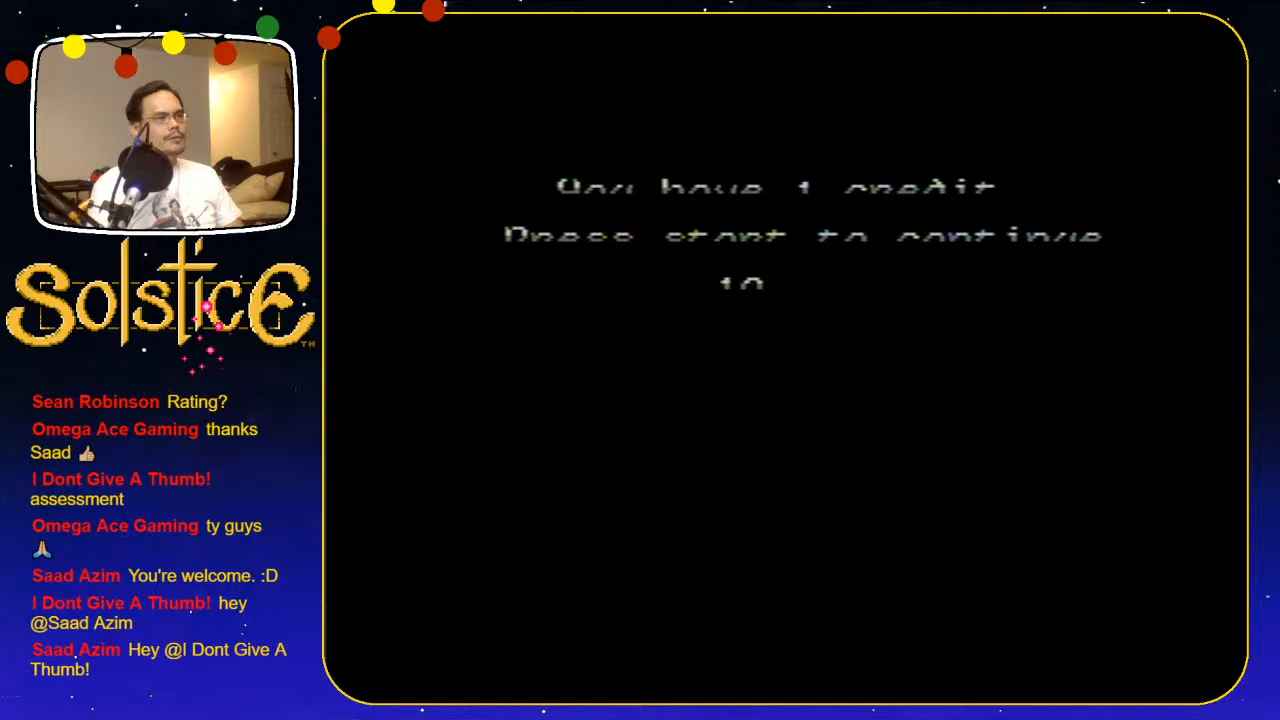 You have 1 credit
Press start to continue
10
SOLSTICE
TM
Sean Robinson Rating?
Omega Ace Gaming thanks
Saad 👍🏼
I Dont Give A Thumb!
assessment
Omega Ace Gaming ty guys
🙏🏼
Saad Azim You're welcome. :D
I Dont Give A Thumb! hey
@Saad Azim
Saad Azim Hey @I Dont Give A
Thumb!